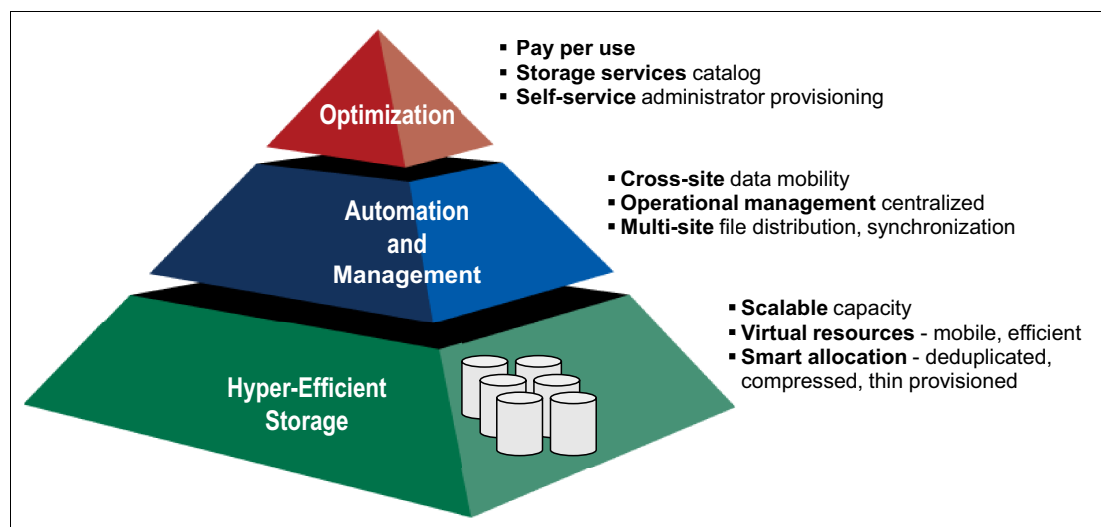 ▪ Pay per use
▪ Storage services catalog
▪ Self-service administrator provisioning
Optimization
▪ Cross-site data mobility
▪ Operational management centralized
▪ Multi-site file distribution, synchronization
Automation
and
Management
▪ Scalable capacity
▪ Virtual resources - mobile, efficient
▪ Smart allocation - deduplicated,
compressed, thin provisioned
Hyper-Efficient
Storage